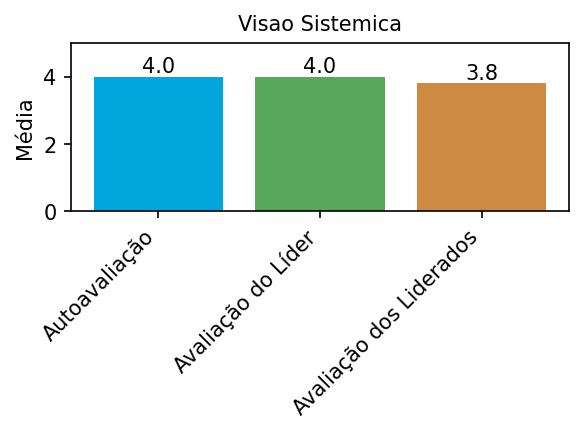 Visao Sistemica
4.0
4.0
3.8
Média
4
2
0
Autoavaliação
Avaliação do Líder
Avaliação dos Liderados